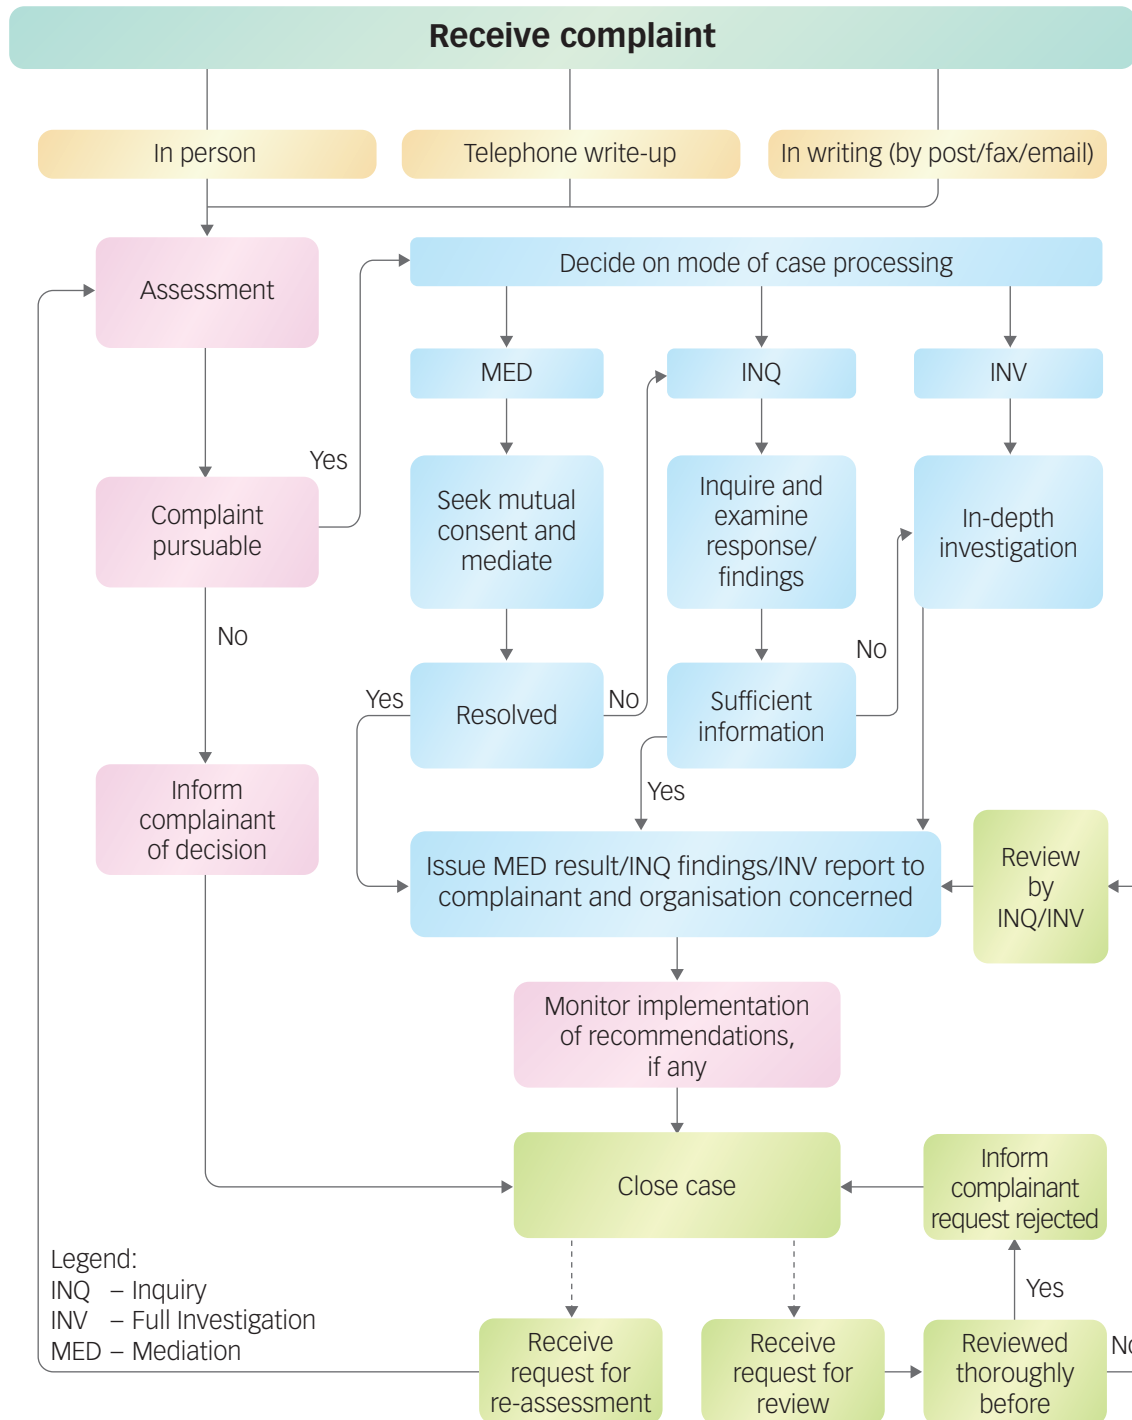 Receive complaint
In person
Telephone write-up
In writing (by post/fax/email)
Assessment
Decide on mode of case processing
MED
INQ
INV
Yes
Complaint
pursuable
Seek mutual
consent and
mediate
Inquire and
examine
response/
findings
In-depth
investigation
No
Yes
Resolved
No
Sufficient
information
No
Yes
Inform
complainant
of decision
Issue MED result/INQ findings/INV report to
complainant and organisation concerned
Review
by
INQ/INV
Monitor implementation
of recommendations,
if any
Close case
Inform
complainant
request rejected
Legend:
INQ – Inquiry
INV – Full Investigation
MED – Mediation
Yes
Receive
request for
re-assessment
Receive
request for
review
Reviewed
thoroughly
before
No